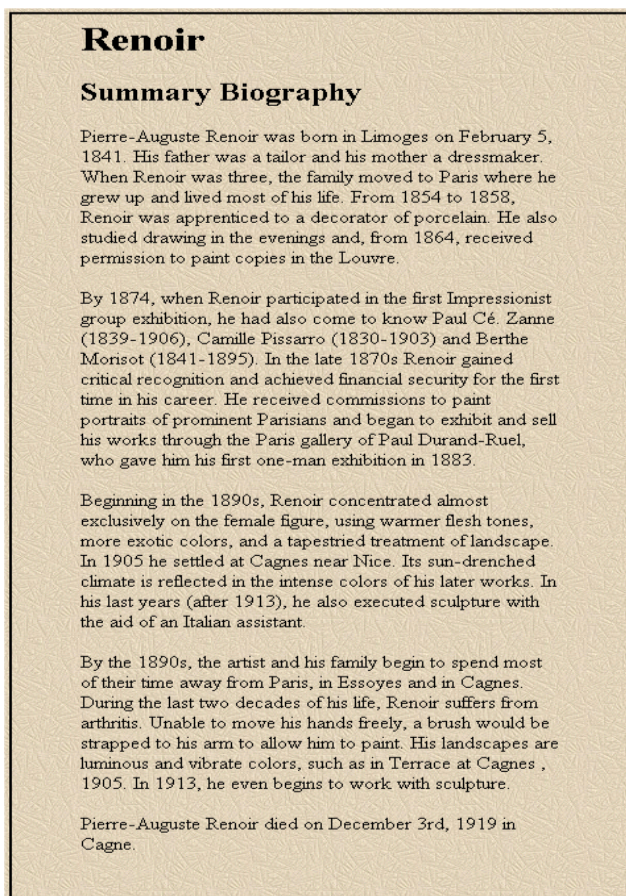 Renoir
Summary Biography
Pierre-Auguste Renoir was born in Limoges on February 5,
1841. His father was a tailor and his mother a dressmaker.
When Renoir was three, the family moved to Paris where he
grew up and lived most of his life. From 1854 to 1858,
Renoir was apprenticed to a decorator of porcelain. He also
studied drawing in the evenings and, from 1864, received
permission to paint copies in the Louvre.
By 1874, when Renoir participated in the first Impressionist
group exhibition, he had also come to know Paul Cé. Zanne
(1839-1906), Camille Pissarro (1830-1903) and Berthe
Morisot (1841-1895). In the late 1870s Renoir gained
critical recognition and achieved financial security for the first
time in his career. He received commissions to paint
portraits of prominent Parisians and began to exhibit and sell
his works through the Paris gallery of Paul Durand-Ruel,
who gave him his first one-man exhibition in 1883.
Beginning in the 1890s, Renoir concentrated almost
exclusively on the female figure, using warmer flesh tones,
more exotic colors, and a tapestried treatment of landscape.
In 1905 he settled at Cagnes near Nice. Its sun-drenched
climate is reflected in the intense colors of his later works. In
his last years (after 1913), he also executed sculpture with
the aid of an Italian assistant.
By the 1890s, the artist and his family begin to spend most
of their time away from Paris, in Essoyes and in Cagnes.
During the last two decades of his life, Renoir suffers from
arthritis. Unable to move his hands freely, a brush would be
strapped to his arm to allow him to paint. His landscapes are
luminous and vibrate colors, such as in Terrace at Cagnes ,
1905. In 1913, he even begins to work with sculpture.
Pierre-Auguste Renoir died on December 3rd, 1919 in
Cagne.